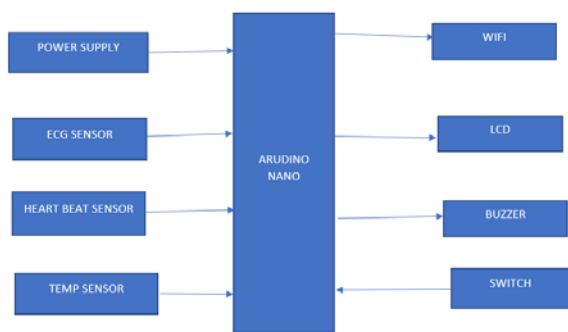 POWER SUPPLY
ECG SENSOR
HEART BEAT SENSOR
TEMP SENSOR
ARUDINO
NANO
WIFI
LCD
BUZZER
SWITCH